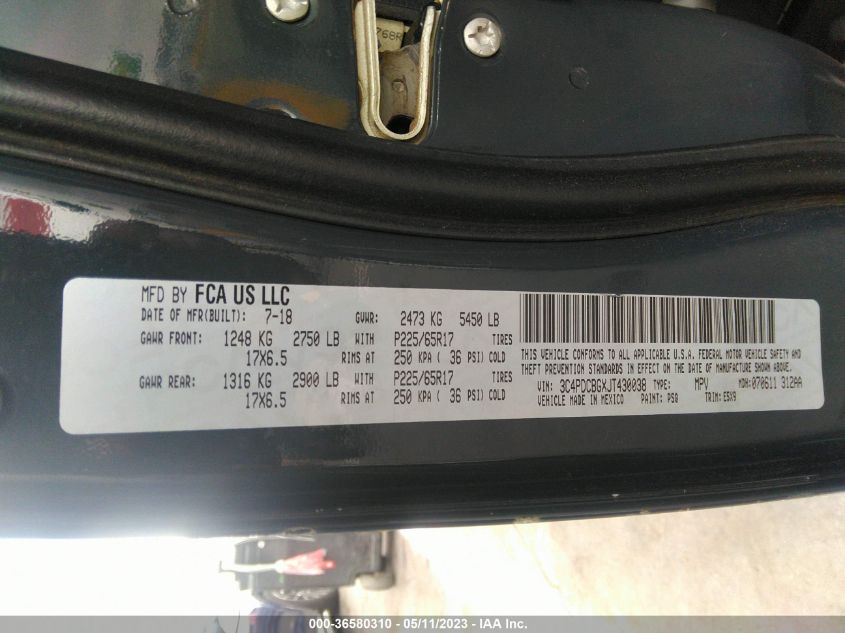 768R
MFD BY FCA US LLC
DATE OF MFR(BUILT): 7-18 GVWR: 2473 KG 5450 LB
GAWR FRONT: 1248 KG 2750 LB WITH P225/65R17 TIRES
17X6.5 RIMS AT 250 KPA ( 36 PSI) COLD
GAWR REAR: 1316 KG 2900 LB WITH P225/65R17 TIRES
17X6.5 RIMS AT 250 KPA ( 36 PSI) COLD
THIS VEHICLE CONFORMS TO ALL APPLICABLE U.S.A. FEDERAL MOTOR VEHICLE SAFETY AND
THEFT PREVENTION STANDARDS IN EFFECT ON THE DATE OF MANUFACTURE SHOWN ABOVE.
VIN: 3C4PDCBGXJT430038 TYPE: MPV MDH: 070611 312AA
VEHICLE MADE IN MEXICO PAINT: PS8 TRIM: E5X9
000-36580310 - 05/11/2023 - IAA Inc.